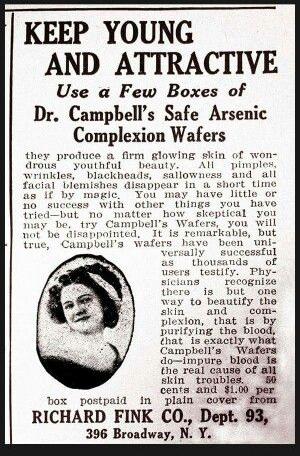 KEEP YOUNG
AND ATTRACTIVE
Use a Few Boxes of
Dr. Campbell's Safe Arsenic
Complexion Wafers
they produce a firm glowing skin of won-
drous youthful beauty. All pimples,
wrinkles, blackheads, sallowness and all
facial blemishes disappear in a short time
as if by magic. You may have little or
no success with other things you have
tried—but no matter how skeptical you
may be, try Campbell's Wafers, you will
not be disappointed. It is remarkable, but
true, Campbell's wafers have been uni-
versally successful
as thousands of
users testify. Phy-
sicians recognize
there is but one
way to beautify the
skin and com-
plexion, that is by
purifying the blood,
that is exactly what
Campbell's Wafers
do—impure blood is
the real cause of all
skin troubles. 50
cents and $1.00 per
box postpaid in plain cover from
RICHARD FINK CO., Dept. 93,
396 Broadway, N. Y.